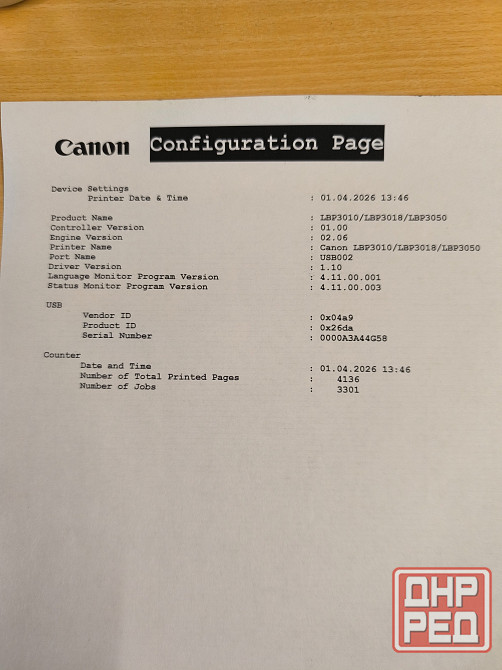 Canon Configuration Page
Device Settings
Printer Date & Time : 01.04.2026 13:46
Product Name : LBP3010/LBP3018/LBP3050
Controller Version : 01.00
Engine Version : 02.06
Printer Name : Canon LBP3010/LBP3018/LBP3050
Port Name : USB002
Driver Version : 1.10
Language Monitor Program Version : 4.11.00.001
Status Monitor Program Version : 4.11.00.003
USB
Vendor ID : 0x04a9
Product ID : 0x26da
Serial Number : 0000A3A44G58
Counter
Date and Time : 01.04.2026 13:46
Number of Total Printed Pages : 4136
Number of Jobs : 3301
ДНР
РЕД